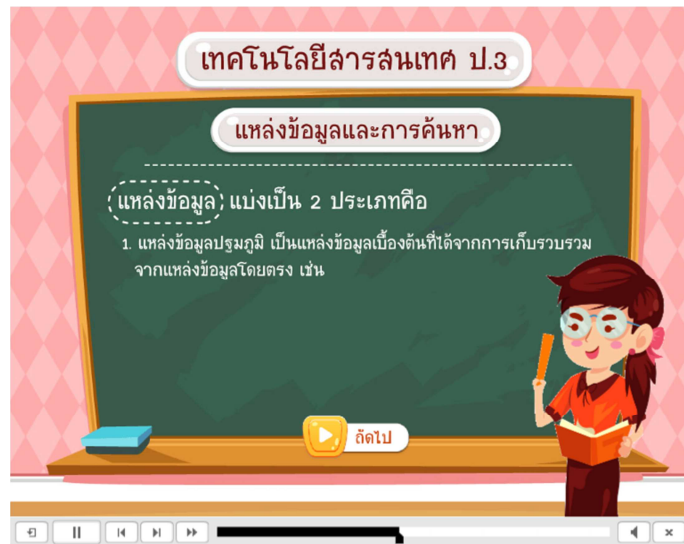 เทคโนโลยีสารสนเทศ ป.3
แหล่งข้อมูลและการค้นหา
แหล่งข้อมูล แบ่งเป็น 2 ประเภทคือ
1. แหล่งข้อมูลปฐมภูมิ เป็นแหล่งข้อมูลเบื้องต้นที่ได้จากการเก็บรวบรวม
จากแหล่งข้อมูลโดยตรง เช่น
ถัดไป